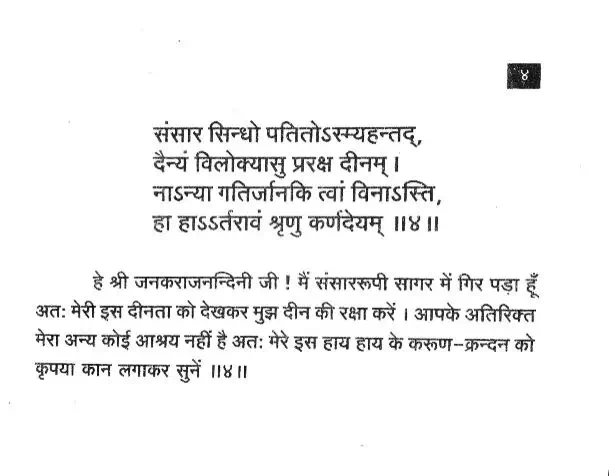 ४
संसार सिन्धो पतितोऽस्म्यहन्तद्,
दैन्यं विलोक्यासु प्ररक्ष दीनम् ।
नाऽन्या गतिर्जानकि त्वां विनाऽस्ति,
हा हाऽऽर्तरावं श्रृणु कर्णदेयम् ॥४॥
हे श्री जनकराजनन्दिनी जी ! मैं संसाररूपी सागर में गिर पड़ा हूँ
अतः मेरी इस दीनता को देखकर मुझ दीन की रक्षा करें । आपके अतिरिक्त
मेरा अन्य कोई आश्रय नहीं है अतः मेरे इस हाय हाय के करूण-क्रन्दन को
कृपया कान लगाकर सुनें ॥४॥